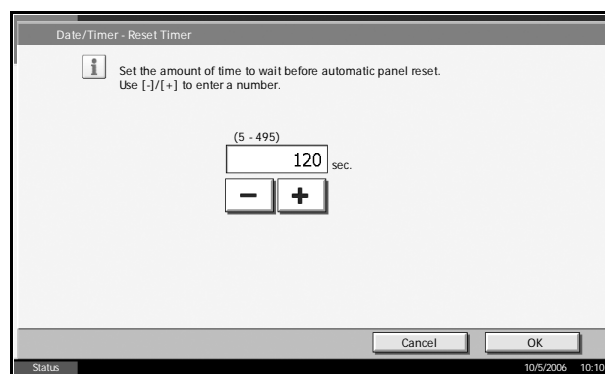 Date/Timer - Reset Timer
Set the amount of time to wait before automatic panel reset.
Use [-]/[+] to enter a number.
(5 - 495)
120 sec.
- +
Cancel OK
Status 10/5/2006 10:10